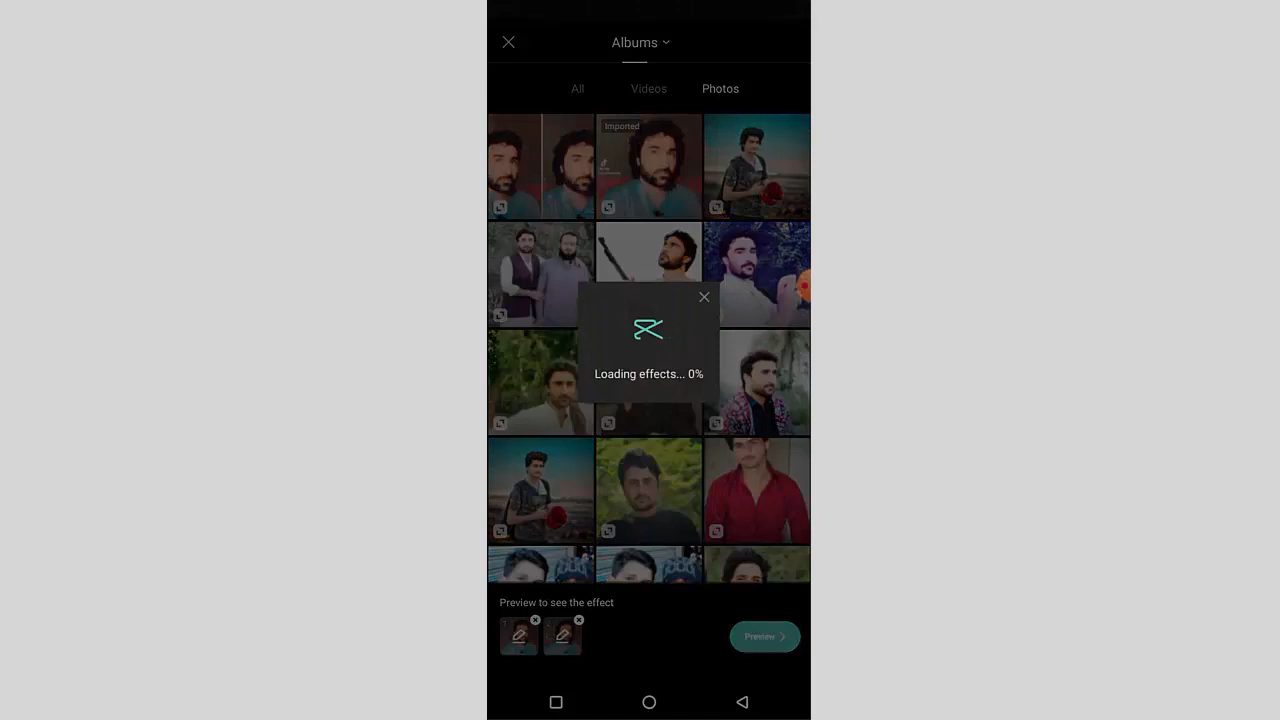 Albums
All Videos Photos
Imported
Loading effects... 0%
Preview to see the effect
Preview